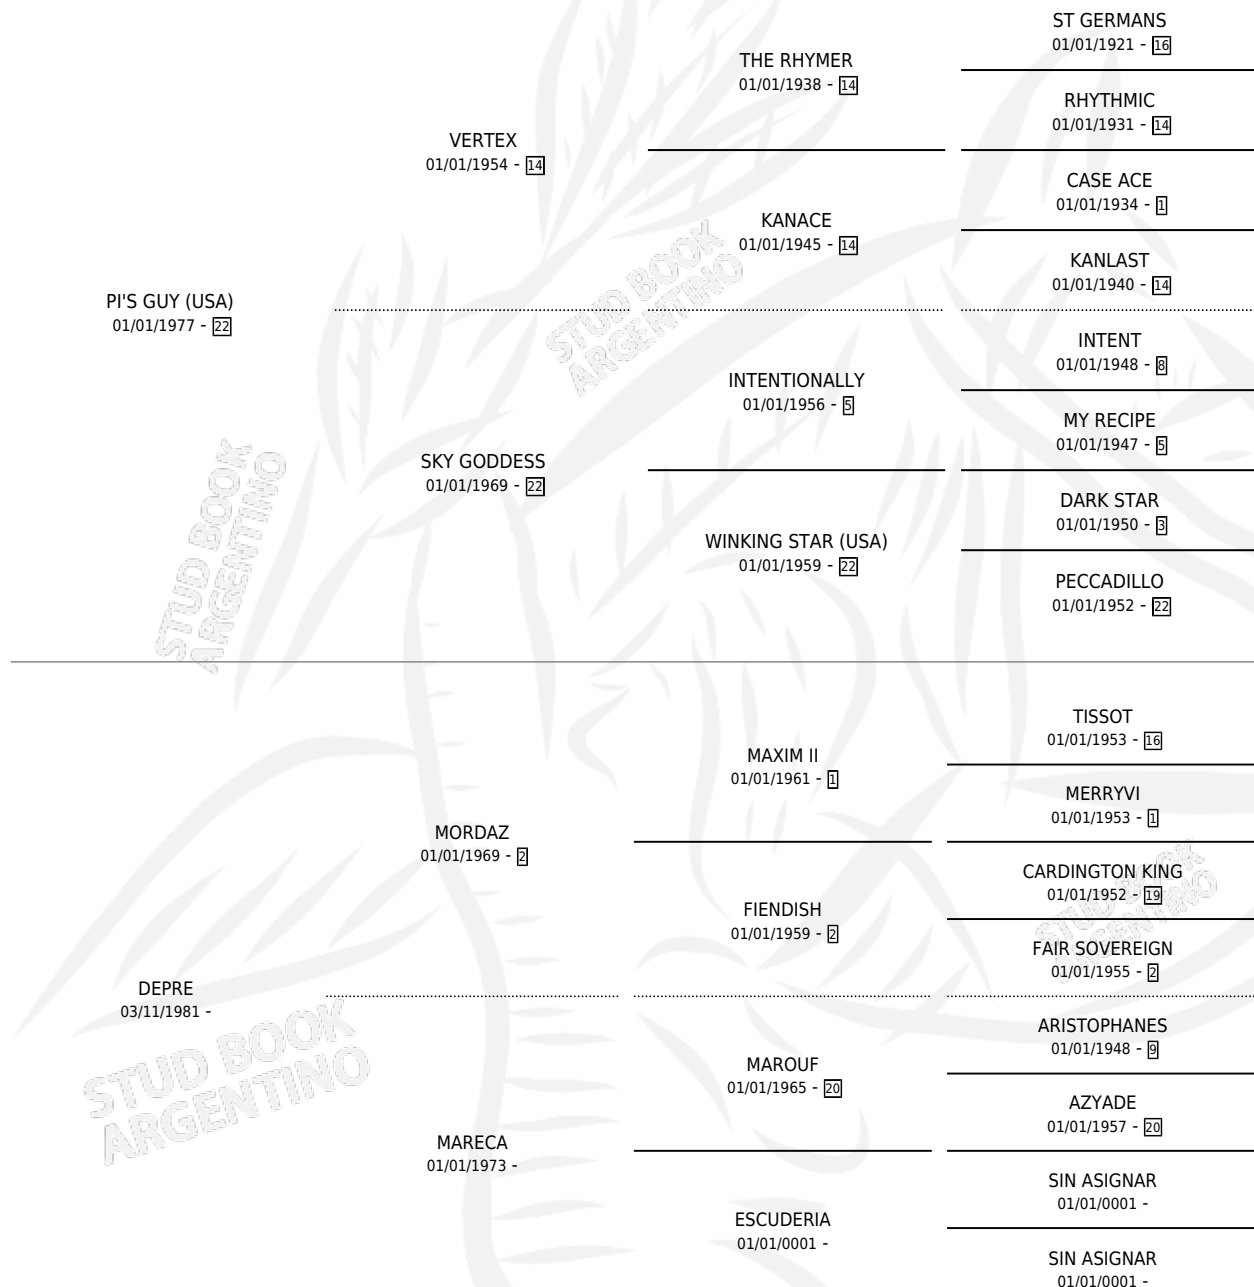 ST GERMANS
01/01/1921 - 16
THE RHYMER
01/01/1938 - 14
RHYTHMIC
01/01/1931 - 14
VERTEX
01/01/1954 - 14
CASE ACE
01/01/1934 - 1
KANACE
01/01/1945 - 14
KANLAST
01/01/1940 - 14
PI'S GUY (USA)
01/01/1977 - 22
INTENT
01/01/1948 - 8
INTENTIONALLY
01/01/1956 - 5
MY RECIPE
01/01/1947 - 5
SKY GODDESS
01/01/1969 - 22
DARK STAR
01/01/1950 - 3
WINKING STAR (USA)
01/01/1959 - 22
PECCADILLO
01/01/1952 - 22
STUD BOOK
ARGENTINO
STUD BOOK
ARGENTINO
TISSOT
01/01/1953 - 16
MAXIM II
01/01/1961 - 1
MERRYVI
01/01/1953 - 1
MORDAZ
01/01/1969 - 2
CARDINGTON KING
01/01/1952 - 19
FIENDISH
01/01/1959 - 2
FAIR SOVEREIGN
01/01/1955 - 2
STUD BOOK
ARGENTINO
DEPRE
03/11/1981 -
ARISTOPHANES
01/01/1948 - 9
MAROUF
01/01/1965 - 20
AZYADE
01/01/1957 - 20
STUD BOOK
ARGENTINO
MARECA
01/01/1973 -
SIN ASIGNAR
01/01/0001 -
ESCUDERIA
01/01/0001 -
SIN ASIGNAR
01/01/0001 -